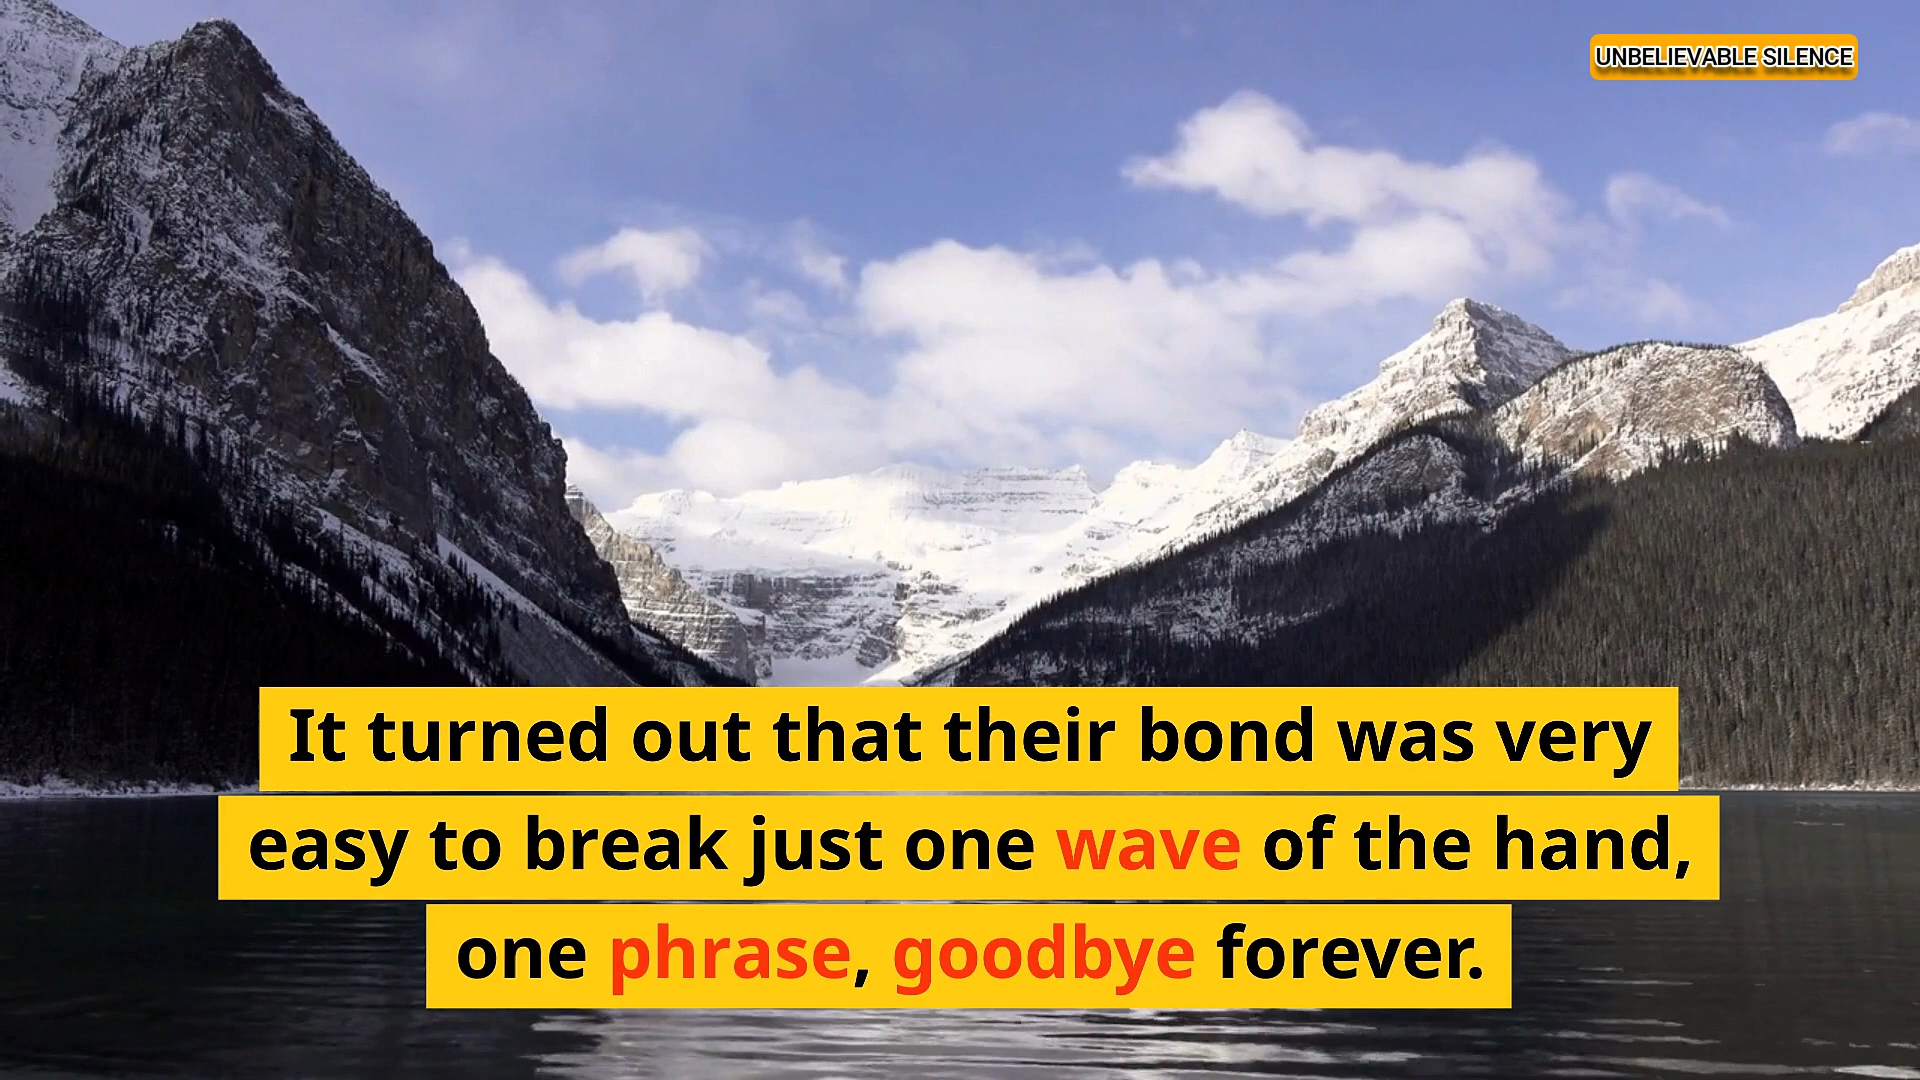 UNBELIEVABLE SILENCE
It turned out that their bond was very
easy to break just one wave of the hand,
one phrase, goodbye forever.